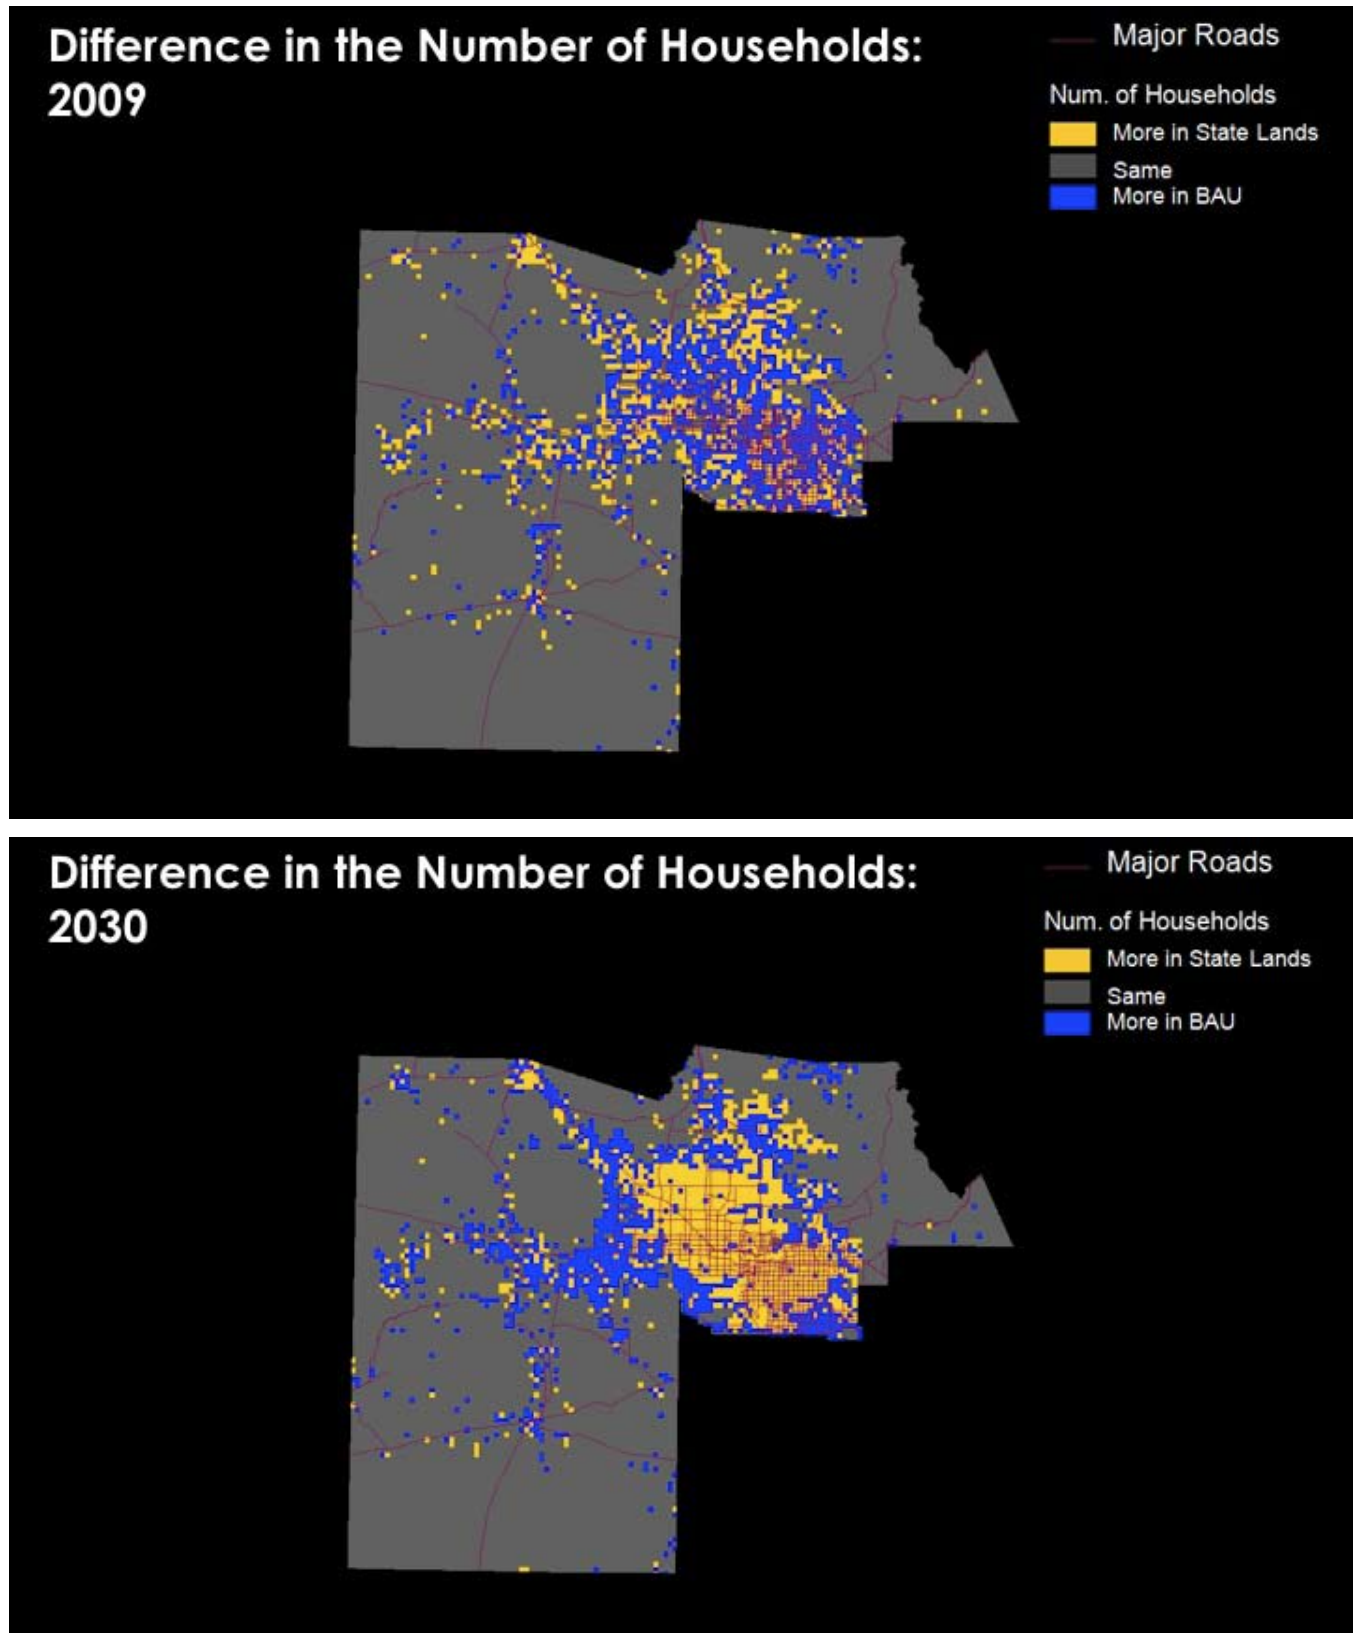 Difference in the Number of Households:
2009
Major Roads
Num. of Households
More in State Lands
Same
More in BAU
Difference in the Number of Households:
2030
Major Roads
Num. of Households
More in State Lands
Same
More in BAU